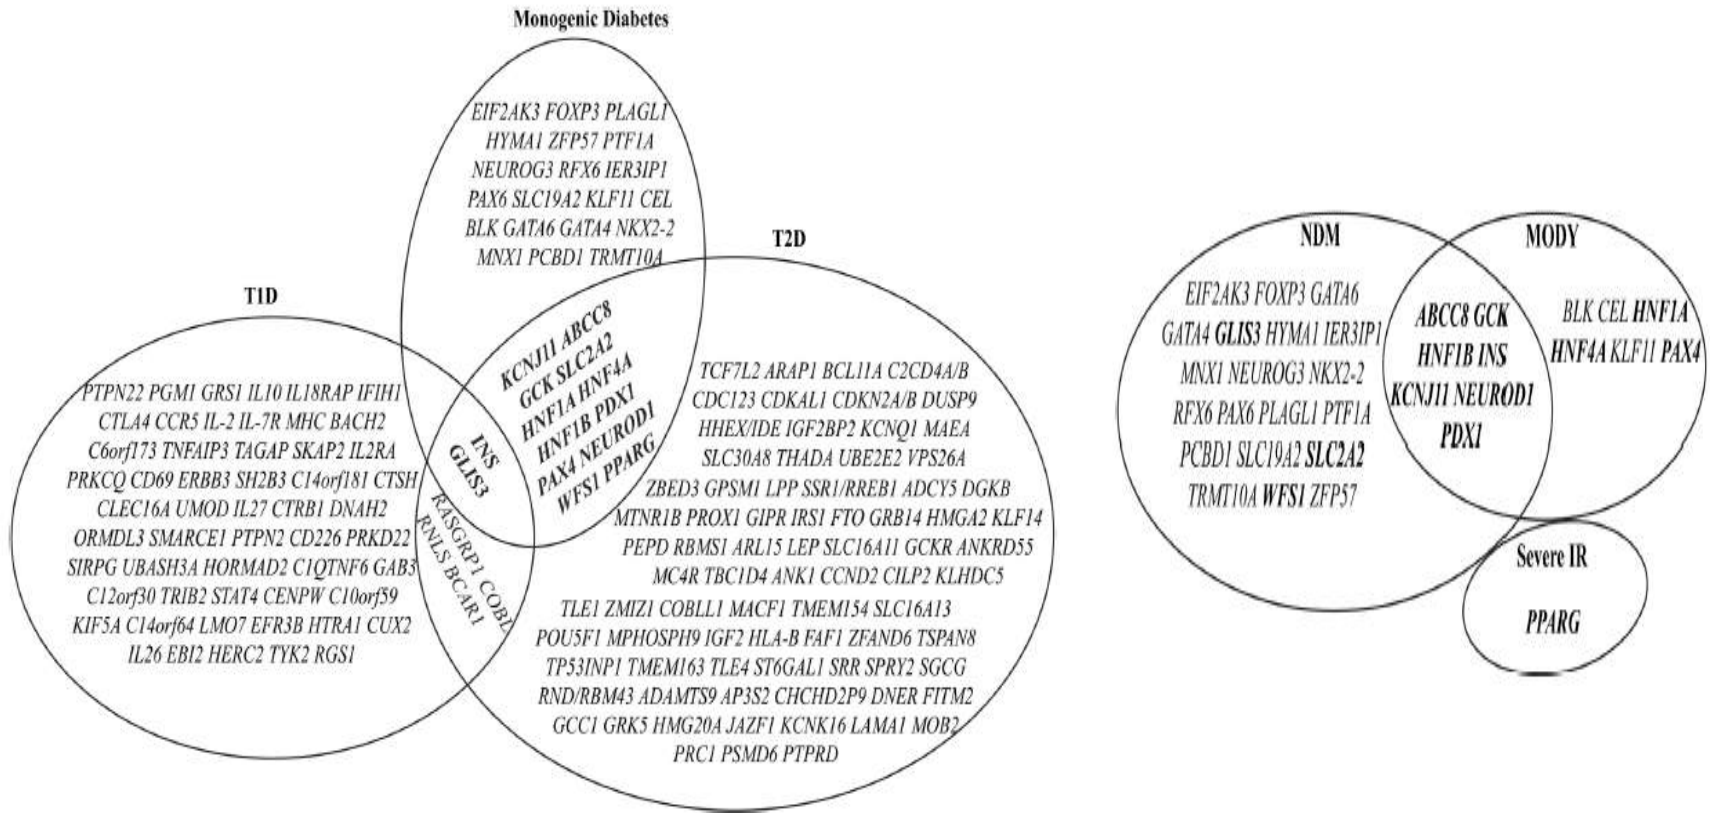 Monogenic Diabetes
EIF2AK3 FOXP3 PLAGL1
HYMA1 ZFP57 PTF1A
NEUROG3 RFX6 IER3IP1
PAX6 SLC19A2 KLF11 CEL
BLK GATA6 GATA4 NKX2-2
MNX1 PCBD1 TRMT10A
T1D
PTPN22 PGM1 GRS1 IL10 IL18RAP IFIH1
CTLA4 CCR5 IL-2 IL-7R MHC BACH2
C6orf173 TNFAIP3 TAGAP SKAP2 IL2RA
PRKCQ CD69 ERBB3 SH2B3 C14orf181 CTSH
CLEC16A UMOD IL27 CTRB1 DNAH2
ORMDL3 SMARCE1 PTPN2 CD226 PRKD22
SIRPG UBASH3A HORMAD2 C1QTNF6 GAB3
C12orf30 TRIB2 STAT4 CENPW C10orf59
KIF5A C14orf64 LMO7 EFR3B HTRA1 CUX2
IL26 EBI2 HERC2 TYK2 RGS1
INS
GLIS3
RASGRP1 COBL
RNLS BCAR1
KCNJ11 ABCC8
GCK SLC2A2
HNF1A HNF4A
HNF1B PDX1
PAX4 NEUROD1
WFS1 PPARG
T2D
TCF7L2 ARAP1 BCL11A C2CD4A/B
CDC123 CDKAL1 CDKN2A/B DUSP9
HHEX/IDE IGF2BP2 KCNQ1 MAEA
SLC30A8 THADA UBE2E2 VPS26A
ZBED3 GPSM1 LPP SSR1/RREB1 ADCY5 DGKB
MTNR1B PROX1 GIPR IRS1 FTO GRB14 HMGA2 KLF14
PEPD RBMS1 ARL15 LEP SLC16A11 GCKR ANKRD55
MC4R TBC1D4 ANK1 CCND2 CILP2 KLHDC5
TLE1 ZMIZ1 COBLL1 MACF1 TMEM154 SLC16A13
POU5F1 MPHOSPH9 IGF2 HLA-B FAF1 ZFAND6 TSPAN8
TP53INP1 TMEM163 TLE4 ST6GAL1 SRR SPRY2 SGCG
RND/RBM43 ADAMTS9 AP3S2 CHCHD2P9 DNER FITM2
GCC1 GRK5 HMG20A JAZF1 KCNK16 LAMA1 MOB2
PRC1 PSMD6 PTPRD
NDM
EIF2AK3 FOXP3 GATA6
GATA4 GLIS3 HYMA1 IER3IP1
MNX1 NEUROG3 NKX2-2
RFX6 PAX6 PLAGL1 PTF1A
PCBD1 SLC19A2 SLC2A2
TRMT10A WFS1 ZFP57
ABCC8 GCK
HNF1B INS
KCNJ11 NEUROD1
PDX1
MODY
BLK CEL HNF1A
HNF4A KLF11 PAX4
Severe IR
PPARG